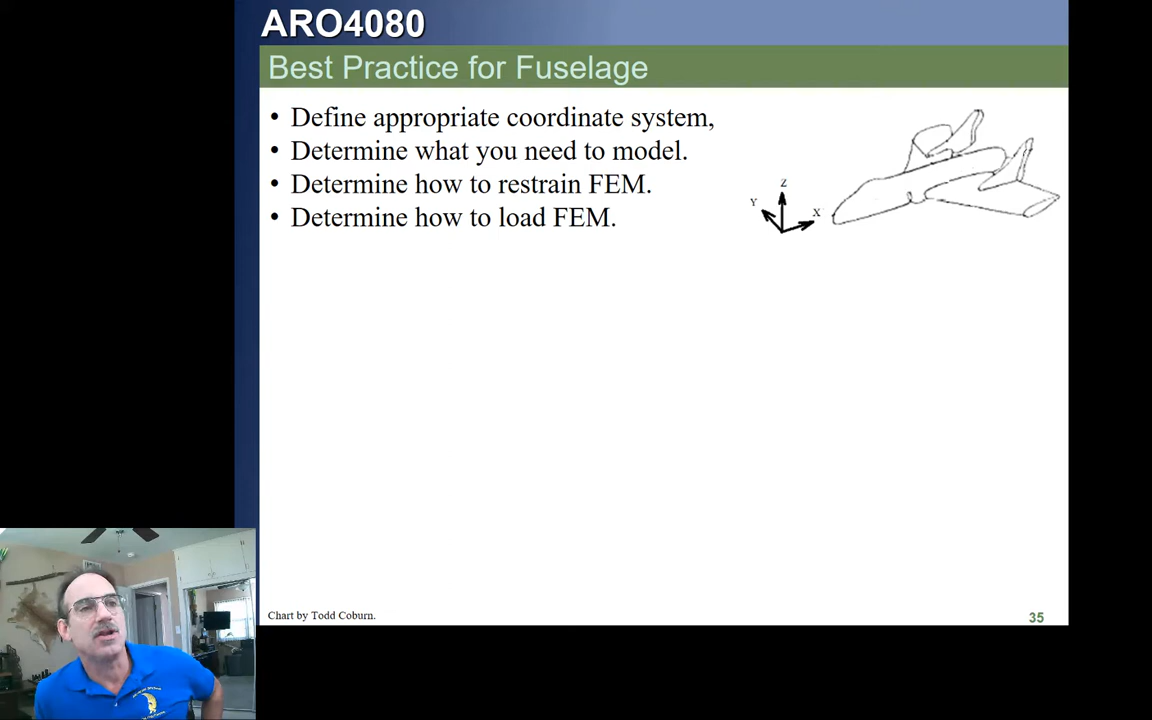 ARO4080
Best Practice for Fuselage
• Define appropriate coordinate system,
• Determine what you need to model.
• Determine how to restrain FEM.
• Determine how to load FEM.
Z
Y
X
Chart by Todd Coburn.
35